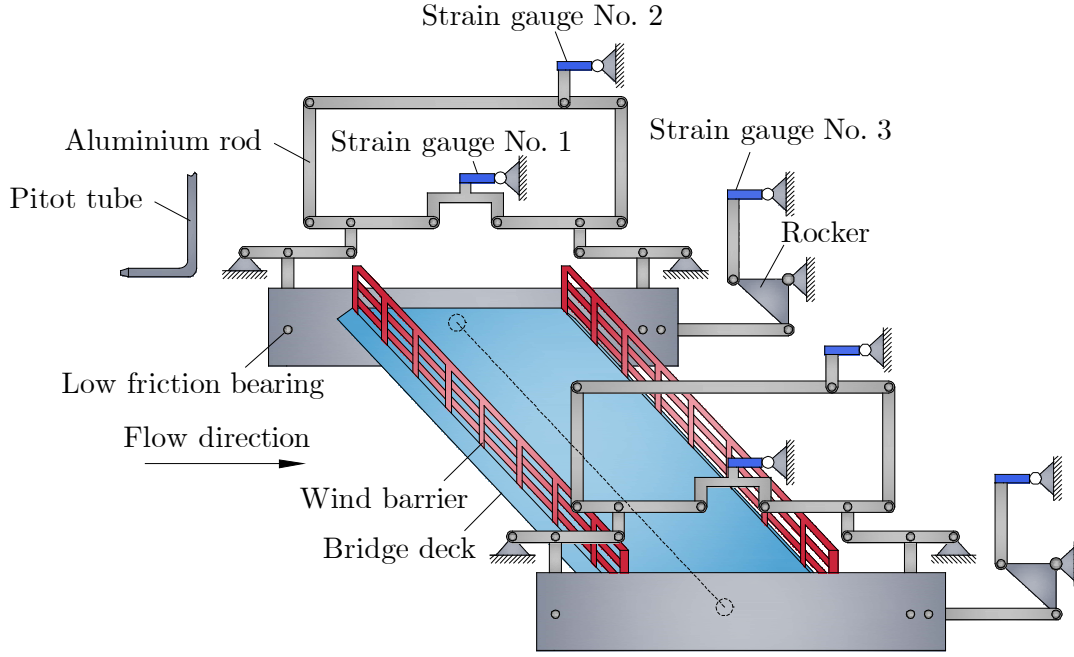 Strain gauge No. 2
Strain gauge No. 3
Aluminium rod
Strain gauge No. 1
Pitot tube
Rocker
Low friction bearing
Flow direction
Wind barrier
Bridge deck